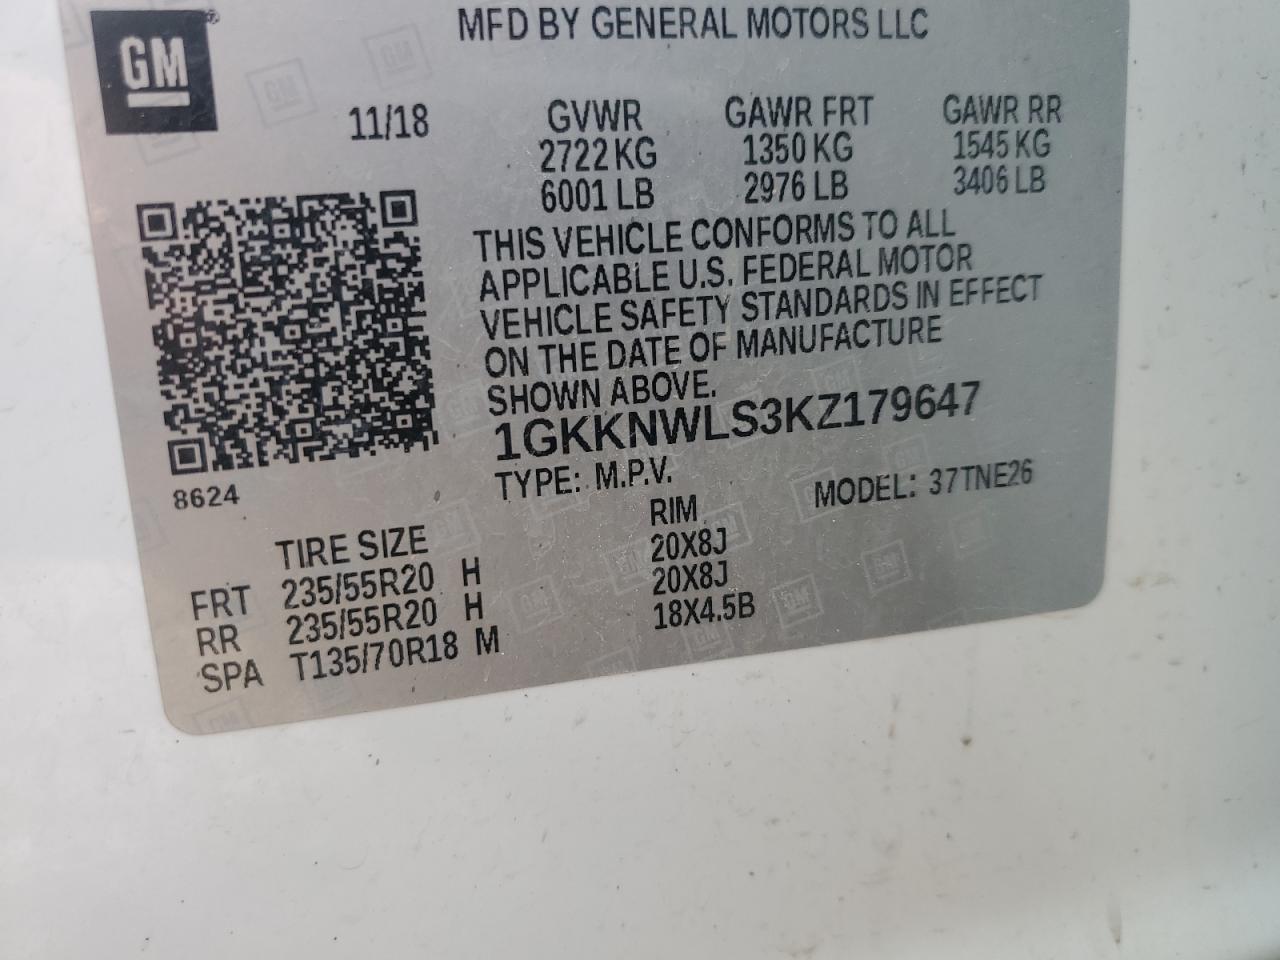 GM
MFD BY GENERAL MOTORS LLC
11/18 GVWR GAWR FRT GAWR RR
2722 KG 1350 KG 1545 KG
6001 LB 2976 LB 3406 LB
THIS VEHICLE CONFORMS TO ALL
APPLICABLE U.S. FEDERAL MOTOR
VEHICLE SAFETY STANDARDS IN EFFECT
ON THE DATE OF MANUFACTURE
SHOWN ABOVE.
1GKKNWLS3KZ179647
8624
TYPE: M.P.V. MODEL: 37TNE26
TIRE SIZE RIM
FRT 235/55R20 H 20X8J
RR 235/55R20 H 20X8J
SPA T135/70R18 M 18X4.5B